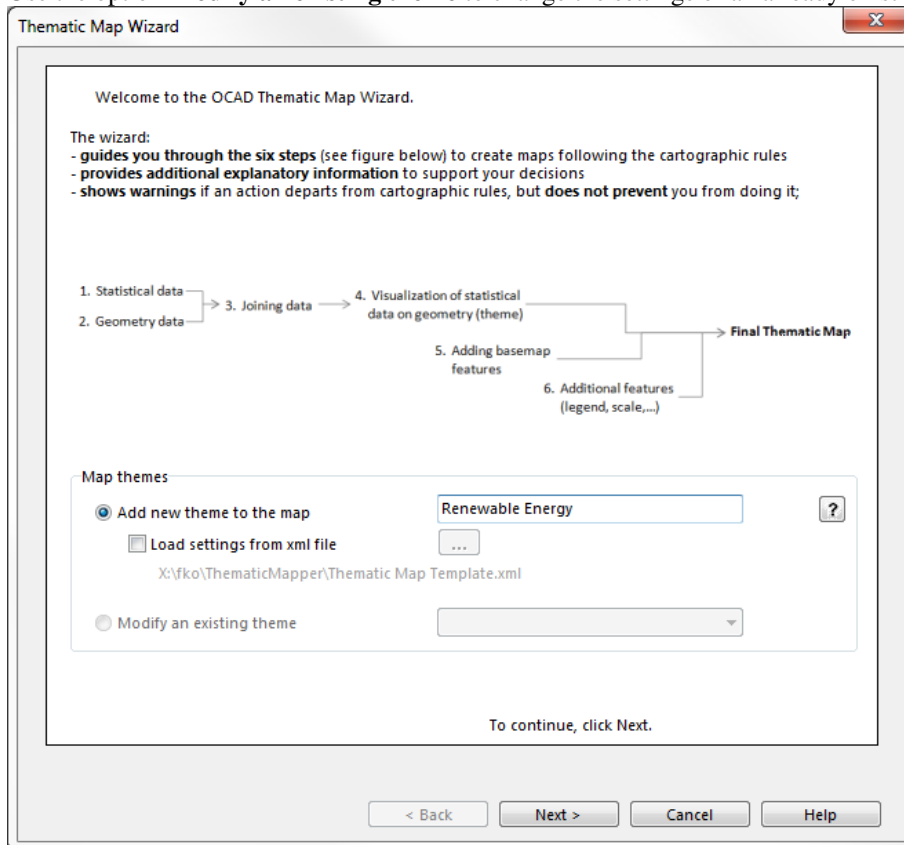 Thematic Map Wizard
Welcome to the OCAD Thematic Map Wizard.
The wizard:
- guides you through the six steps (see figure below) to create maps following the cartographic rules
- provides additional explanatory information to support your decisions
- shows warnings if an action departs from cartographic rules, but does not prevent you from doing it;
1. Statistical data
2. Geometry data
3. Joining data
4. Visualization of statistical
data on geometry (theme)
5. Adding basemap
features
6. Additional features
(legend, scale,...)
Final Thematic Map
Map themes
Add new theme to the map
Renewable Energy
?
Load settings from xml file
...
X:\fko\ThematicMapper\Thematic Map Template.xml
Modify an existing theme
To continue, click Next.
< Back
Next >
Cancel
Help